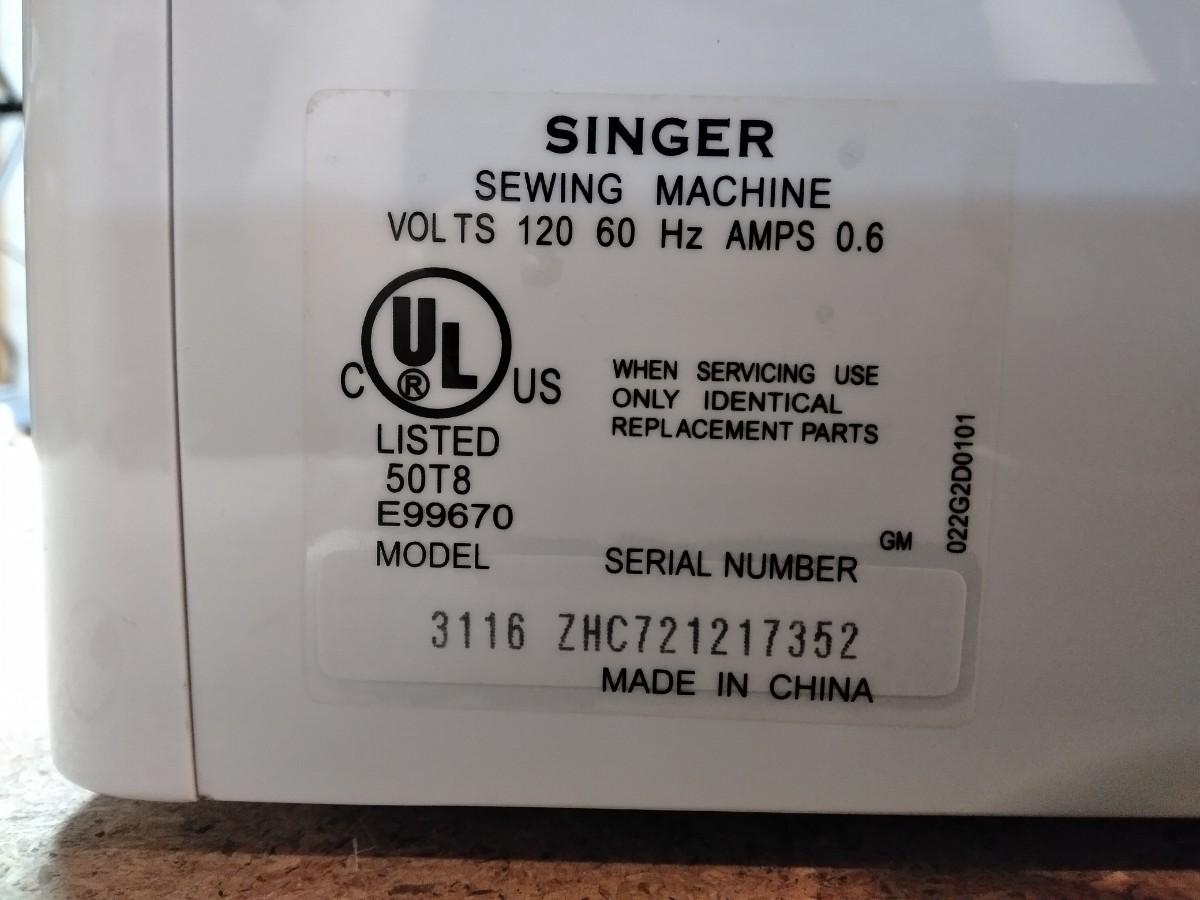 SINGER
SEWING MACHINE
VOLTS 120 60 Hz AMPS 0.6
C UL ® US
LISTED
50T8
E99670
WHEN SERVICING USE
ONLY IDENTICAL
REPLACEMENT PARTS
022G2D0101
GM
MODEL SERIAL NUMBER
3116 ZHC721217352
MADE IN CHINA